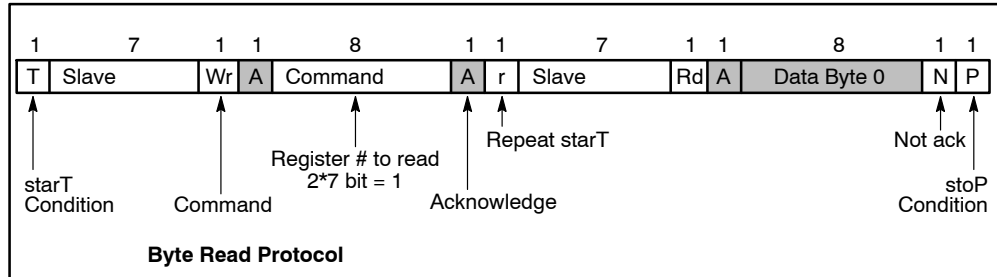 1 7 1 1 8 1 1 7 1 1 8 1 1
T Slave Wr A Command A r Slave Rd A Data Byte 0 N P
Repeat starT
Not ack
Register # to read
2*7 bit = 1
starT
Condition
Command
Acknowledge
stoP
Condition
Byte Read Protocol